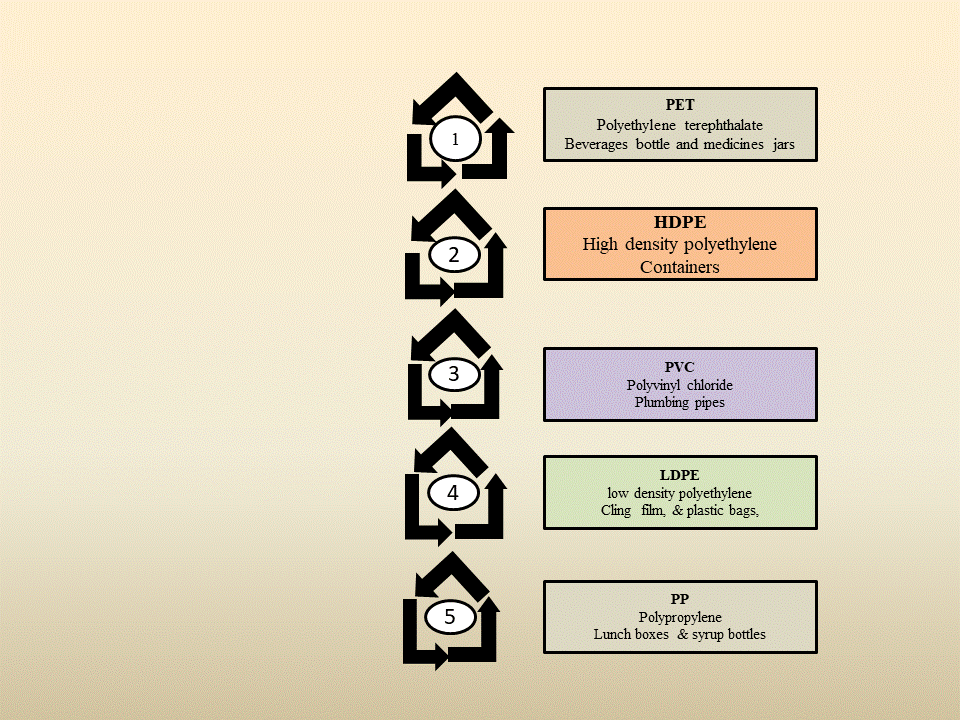 1
PET
Polyethylene terephthalate
Beverages bottle and medicines jars
2
HDPE
High density polyethylene
Containers
3
PVC
Polyvinyl chloride
Plumbing pipes
4
LDPE
low density polyethylene
Cling film, & plastic bags,
5
PP
Polypropylene
Lunch boxes & syrup bottles